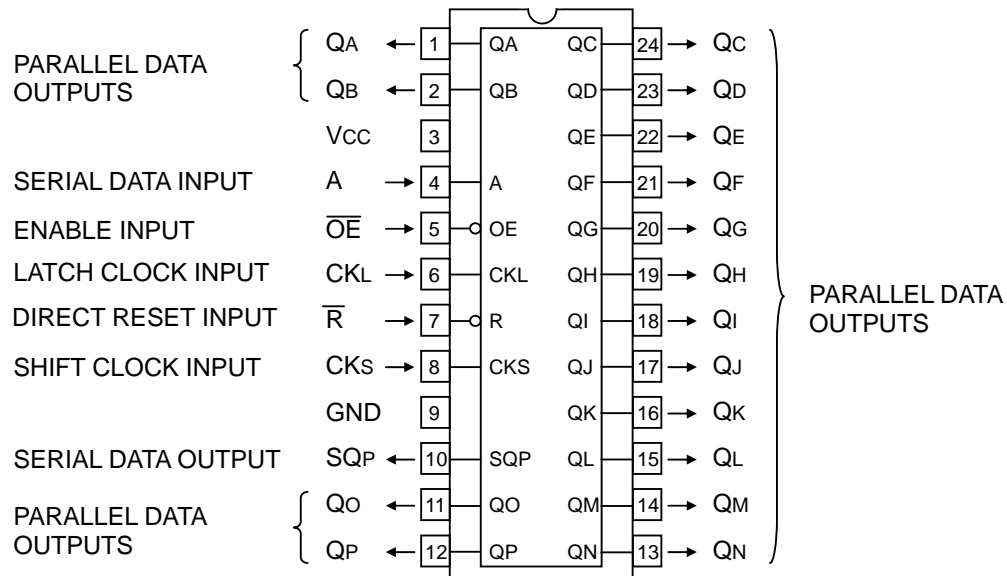 QA 1 QA QC 24 QC
PARALLEL DATA
OUTPUTS
QB 2 QB QD 23 QD
VCC 3 QE 22 QE
SERIAL DATA INPUT A 4 A QF 21 QF
ENABLE INPUT OE 5 OE QG 20 QG
LATCH CLOCK INPUT CKL 6 CKL QH 19 QH
DIRECT RESET INPUT R 7 R QI 18 QI
PARALLEL DATA
OUTPUTS
SHIFT CLOCK INPUT CKS 8 CKS QJ 17 QJ
GND 9 QK 16 QK
SERIAL DATA OUTPUT SQP 10 SQP QL 15 QL
QO 11 QO QM 14 QM
PARALLEL DATA
OUTPUTS
QP 12 QP QN 13 QN